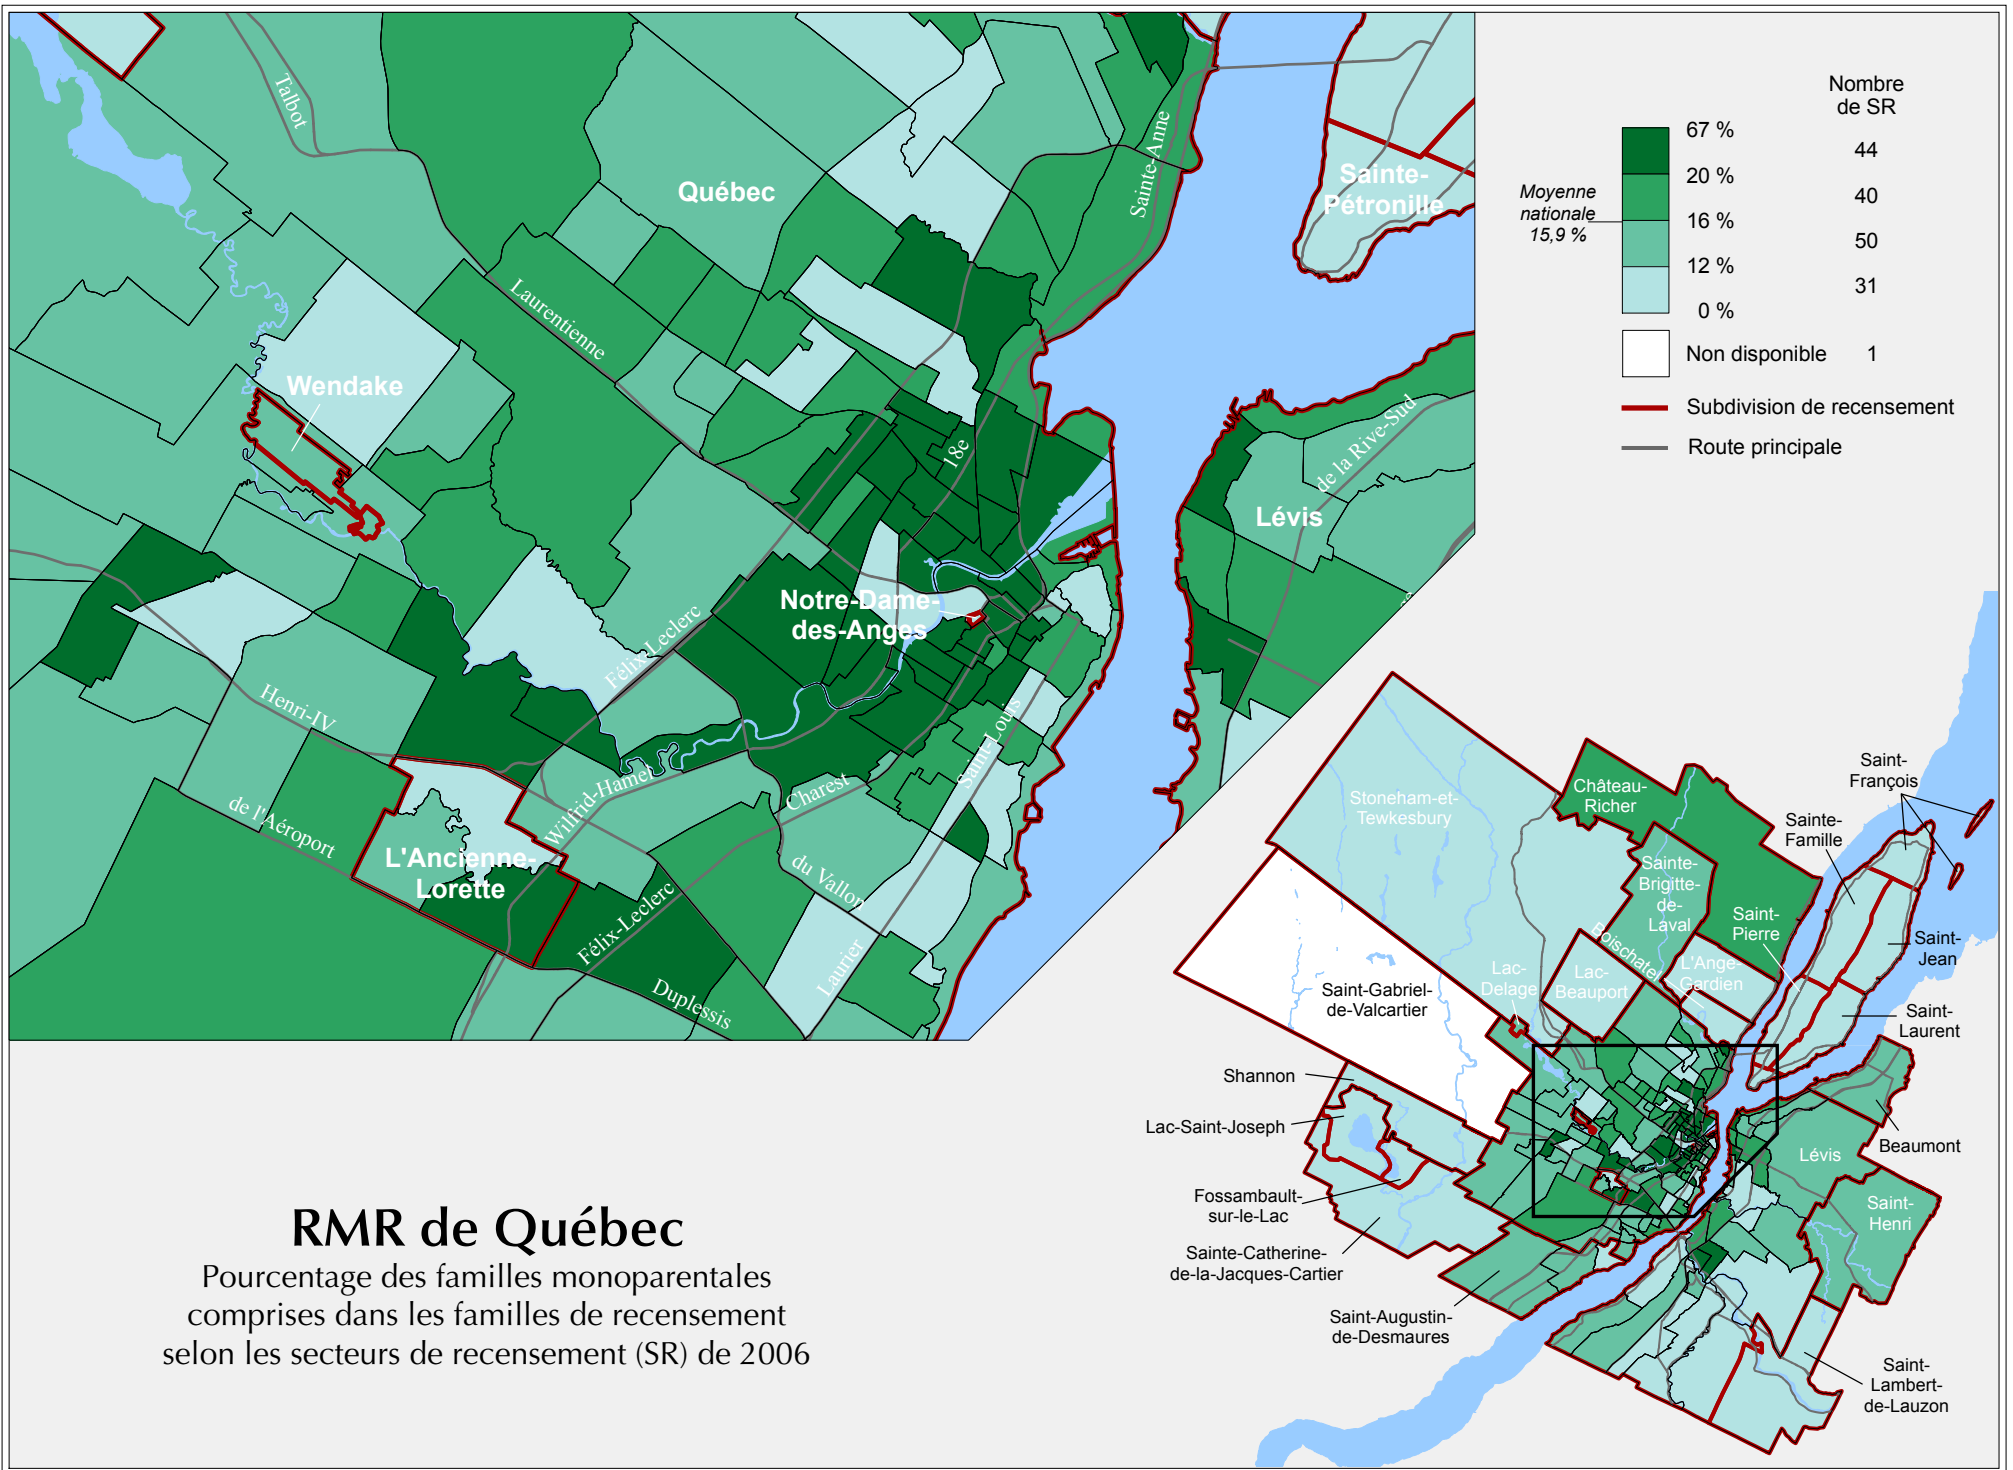 Talbot
Québec
Sainte-Anne
Sainte-
Pétronille
Laurentienne
Wendake
18e
de la Rive-Sud
Lévis
Notre-Dame-
des-Anges
Félix-Leclerc
Henri-IV
Saint-Louis
Wilfrid-Hamel
Charest
de l'Aéroport
L'Ancienne-
Lorette
du Vallon
Félix-Leclerc
Laurier
Duplessis
Nombre
de SR
67 %
44
20 %
40
Moyenne
nationale
15,9 %
16 %
50
12 %
31
0 %
Non disponible 1
Subdivision de recensement
Route principale
Saint-
François
Château-
Richer
Stoneham-et-
Tewkesbury
Sainte-
Famille
Sainte-
Brigitte-
de-
Laval
Saint-
Pierre
Boischatel
Saint-
Jean
L'Ange-
Gardien
Lac-
Delage
Lac-
Beauport
Saint-Gabriel-
de-Valcartier
Saint-
Laurent
Shannon
Lac-Saint-Joseph
Beaumont
Lévis
Fossambault-
sur-le-Lac
Saint-
Henri
Sainte-Catherine-
de-la-Jacques-Cartier
Saint-Augustin-
de-Desmaures
Saint-
Lambert-
de-Lauzon
RMR de Québec
Pourcentage des familles monoparentales
comprises dans les familles de recensement
selon les secteurs de recensement (SR) de 2006